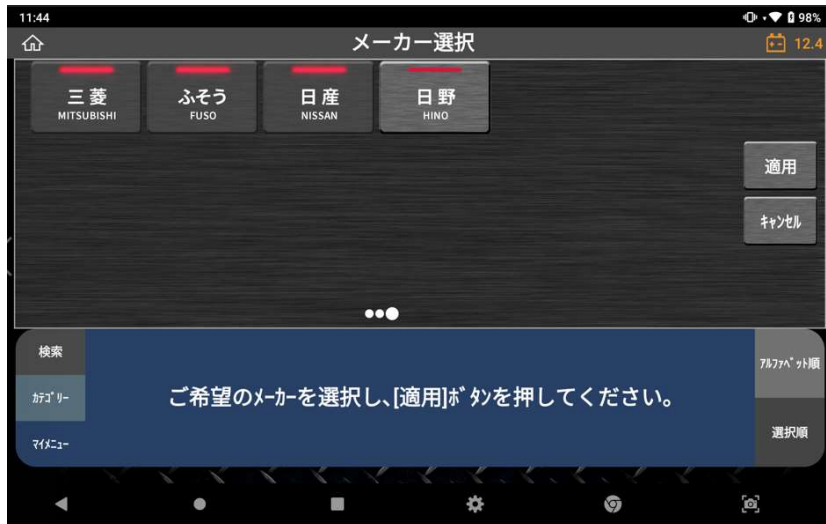 11:44
98%
メーカー選択
12.4
三菱
MITSUBISHI
ふそう
FUSO
日産
NISSAN
日野
HINO
適用
ｷｬﾝｾﾙ
検索
ｶﾃｺﾞﾘｰ
ﾏｲﾒﾆｭｰ
ご希望のﾒｰｶｰを選択し、[適用]ﾎﾞﾀﾝを押してください。
ｱﾙﾌｧﾍﾞｯﾄ順
選択順